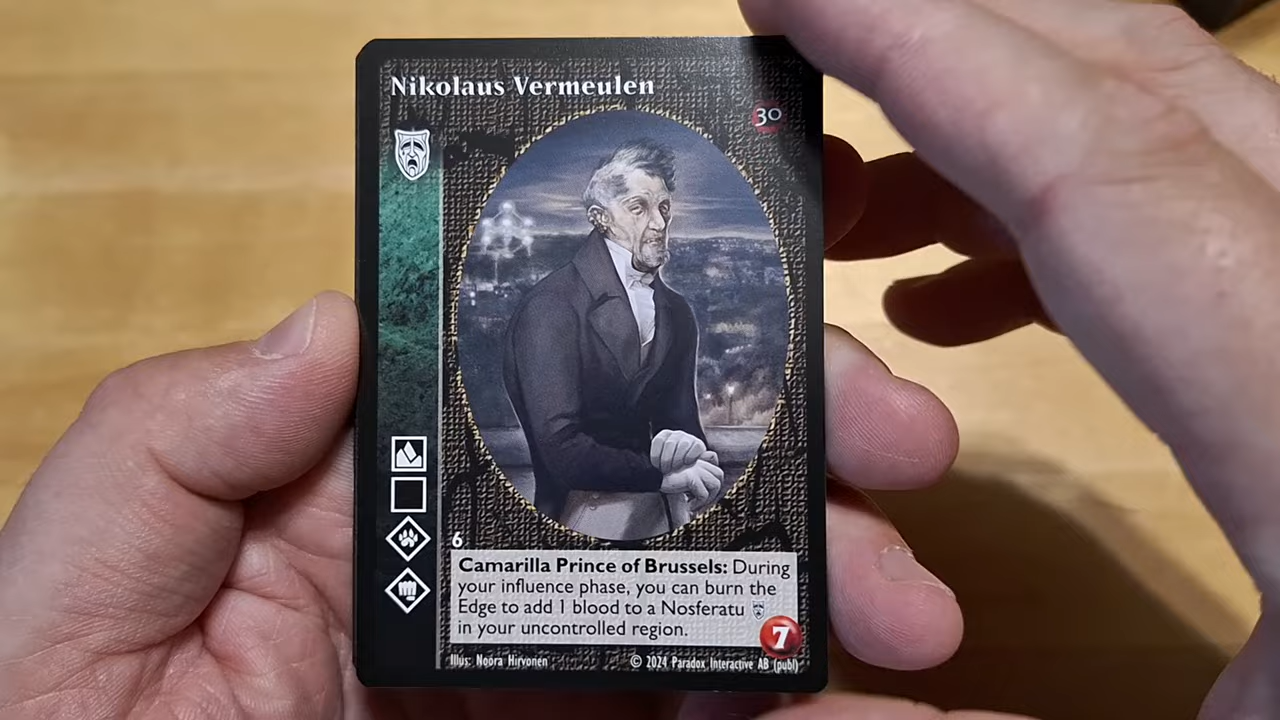 Nikolaus Vermeulen
30
6
Camarilla Prince of Brussels: During
your influence phase, you can burn the
Edge to add 1 blood to a Nosferatu
in your uncontrolled region.
7
Illus: Noora Hirvonen
© 2024 Paradox Interactive AB (publ)